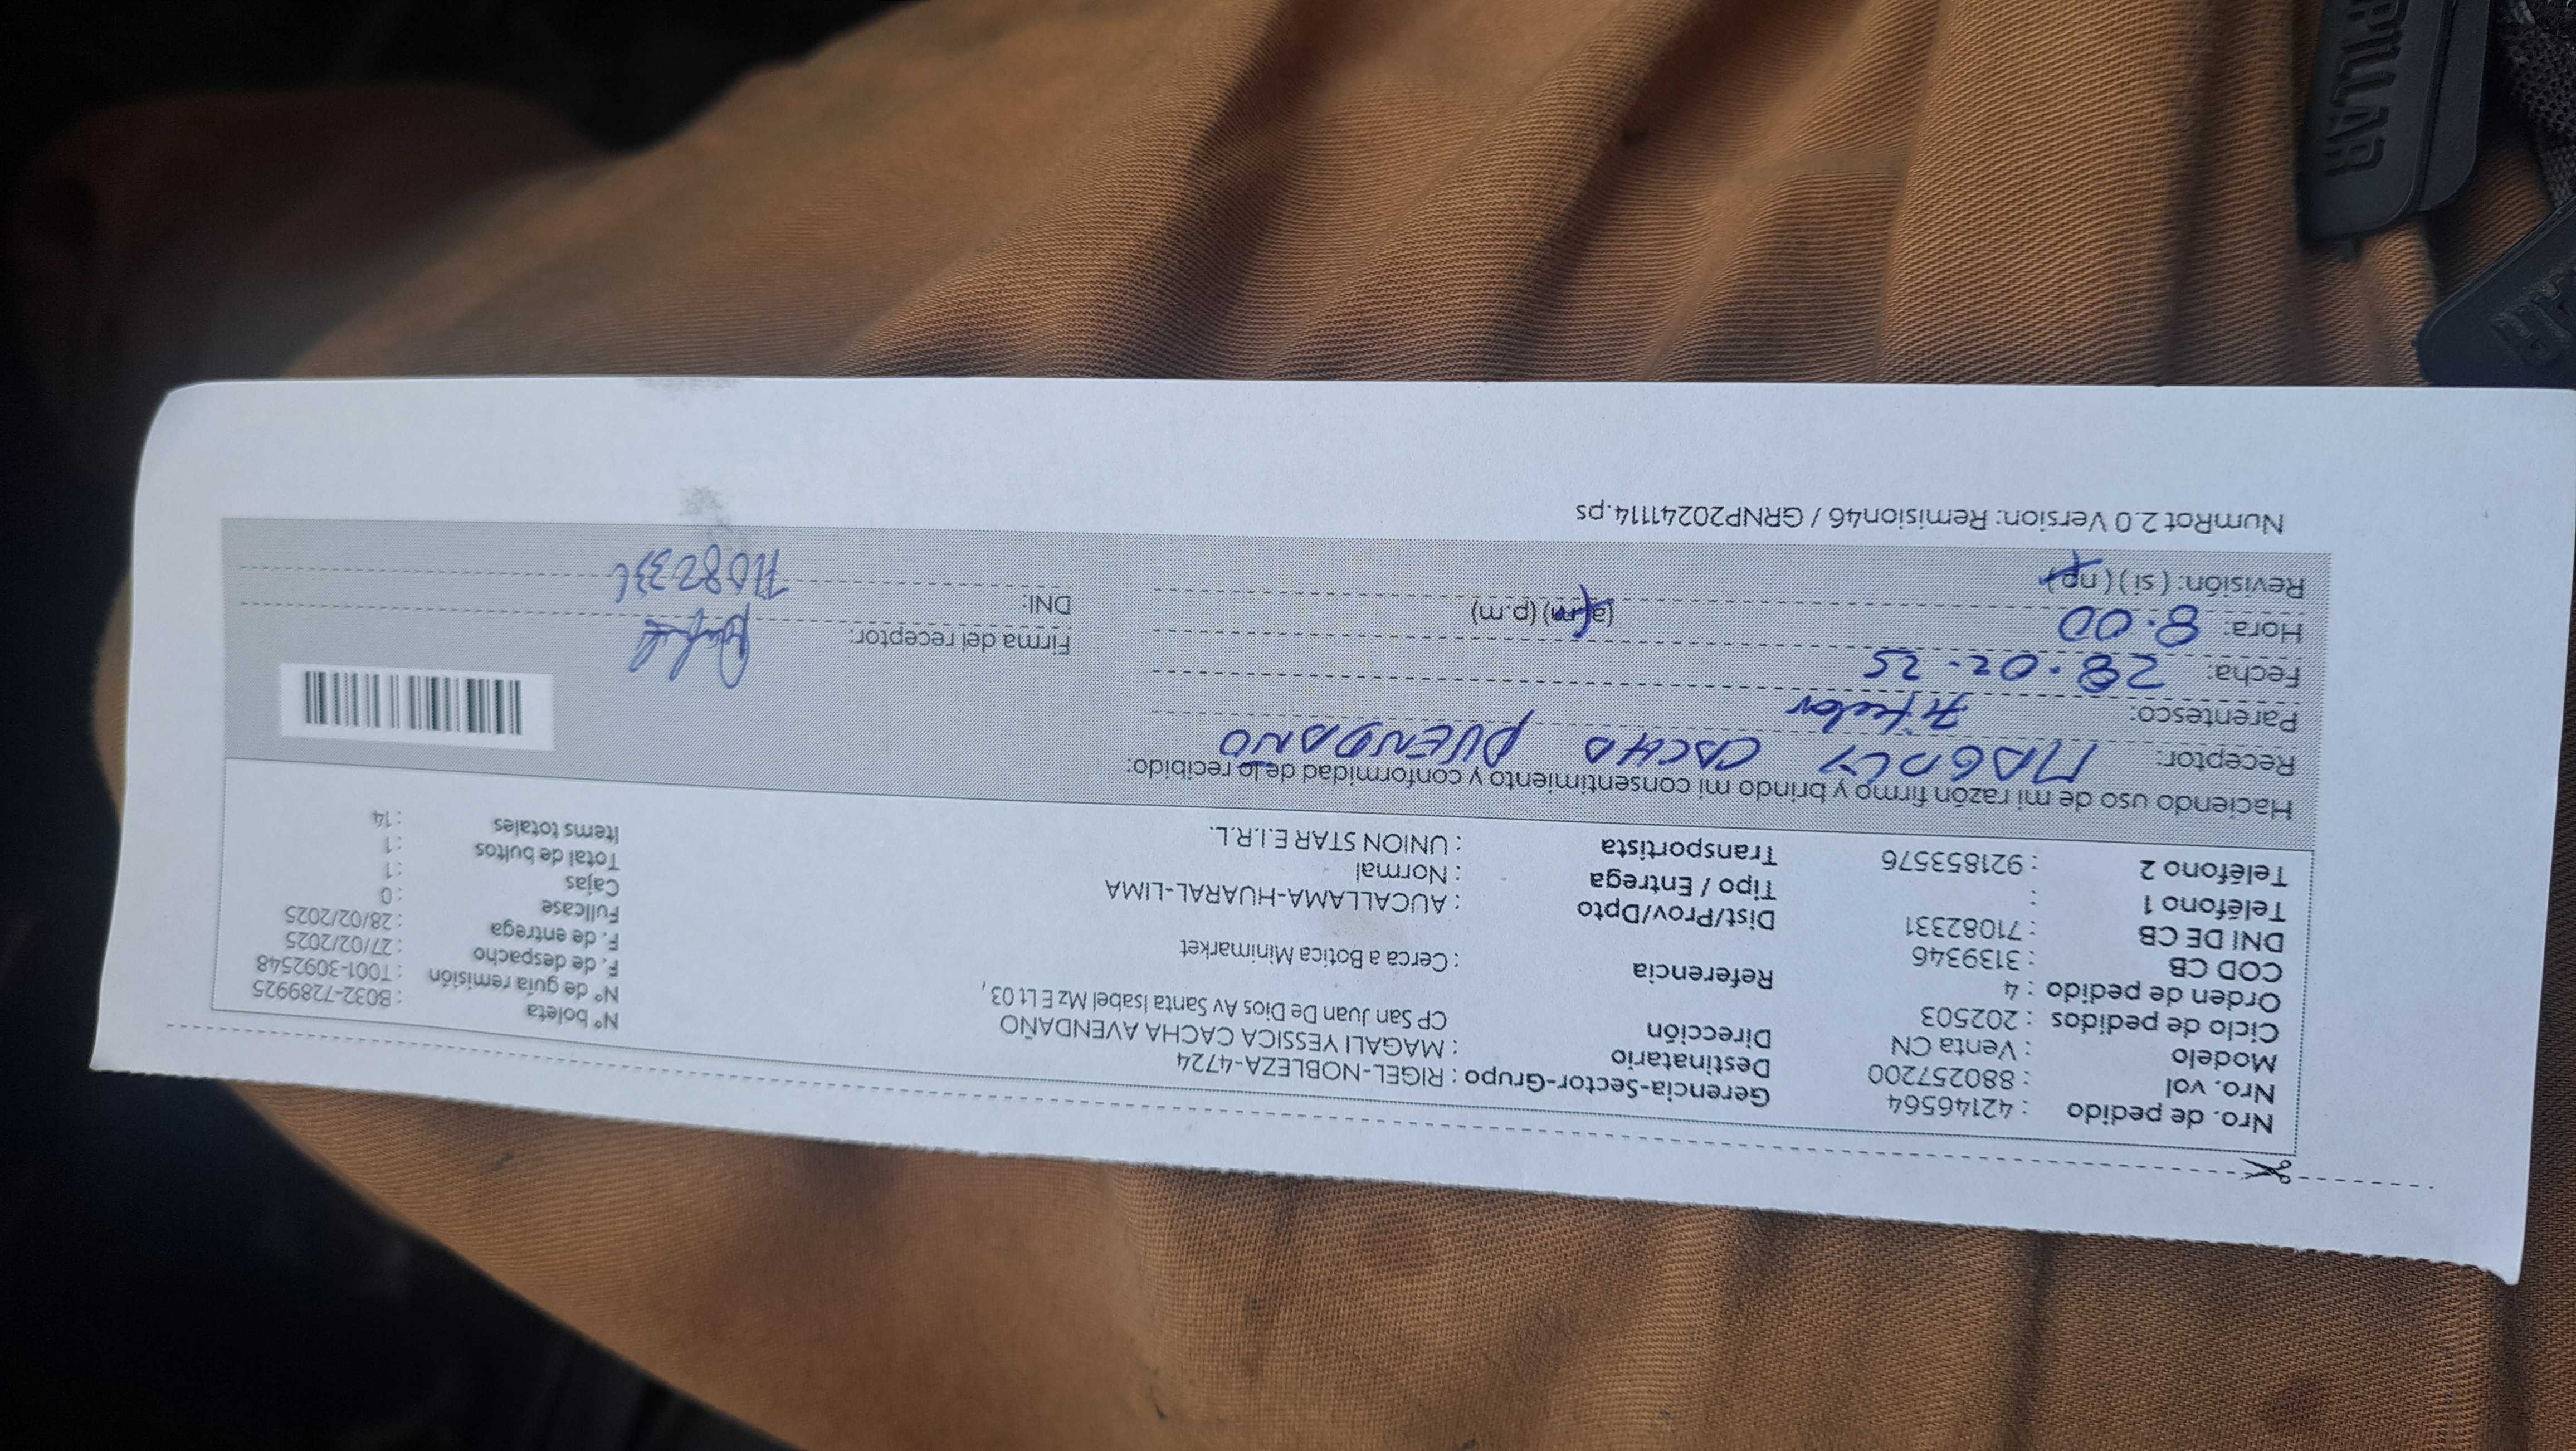 Nro. de pedido : 42146564 Gerencia-Sector-Grupo : RIGEL-NOBLEZA-4724 Nº boleta : B032-7289925
Nro. vol : 880257200 Destinatario : MAGALI YESSICA CACHA AVENDAÑO Nº de guía remisión : T001-3092548
Modelo : Venta CN Dirección CP San Juan De Dios Av Santa Isabel Mz E Lt 03 , F. de despacho : 27/02/2025
Ciclo de pedidos : 202503 F. de entrega : 28/02/2025
Orden de pedido : 4 Referencia : Cerca a Botica Minimarket Fullcase : 0
COD CB : 3139346 Cajas : 1
DNI DE CB : 71082331 Dist/Prov/Dpto : AUCALLAMA-HUARAL-LIMA Total de bultos : 1
Teléfono 1 : Tipo / Entrega : Normal Items totales : 14
Teléfono 2 : 921853576 Transportista : UNION STAR E.I.R.L.
Haciendo uso de mi razón firmo y brindo mi consentimiento y conformidad de lo recibido:
Receptor: CACHA AVENDAÑO
Parentesco: Titular
Fecha: 28.02.25 Firma del receptor:
Hora: 8:00 (a.m) (p.m) DNI:
Revisión: ( si ) ( no )
NumRot 2.0 Version: Remision46 / GRNP20241114.ps
PILLAR